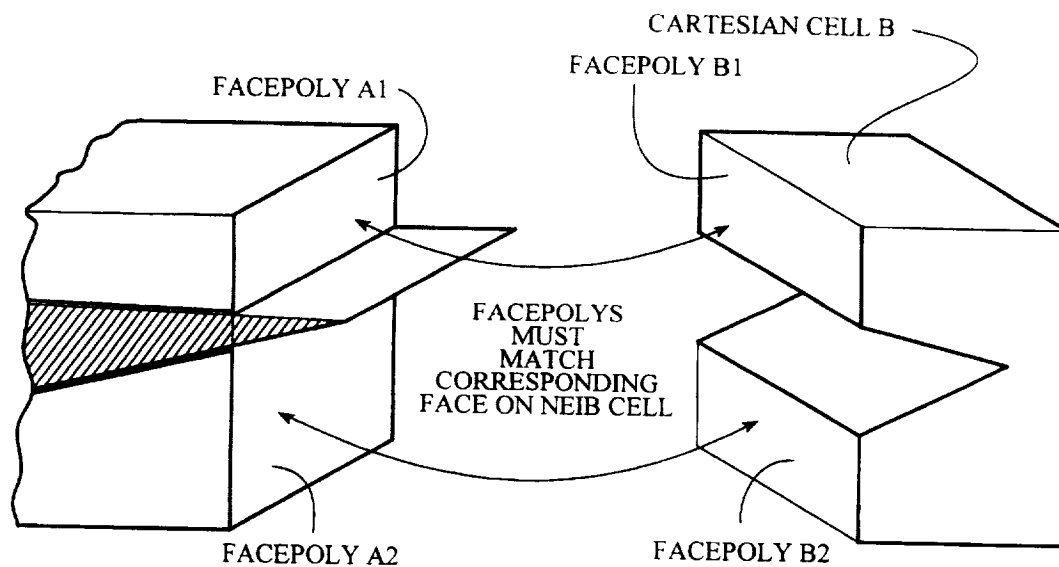 CARTESIAN CELL B
FACEPOLY B1
FACEPOLY A1
FACEPOLYS
MUST
MATCH
CORRESPONDING
FACE ON NEIB CELL
FACEPOLY A2
FACEPOLY B2